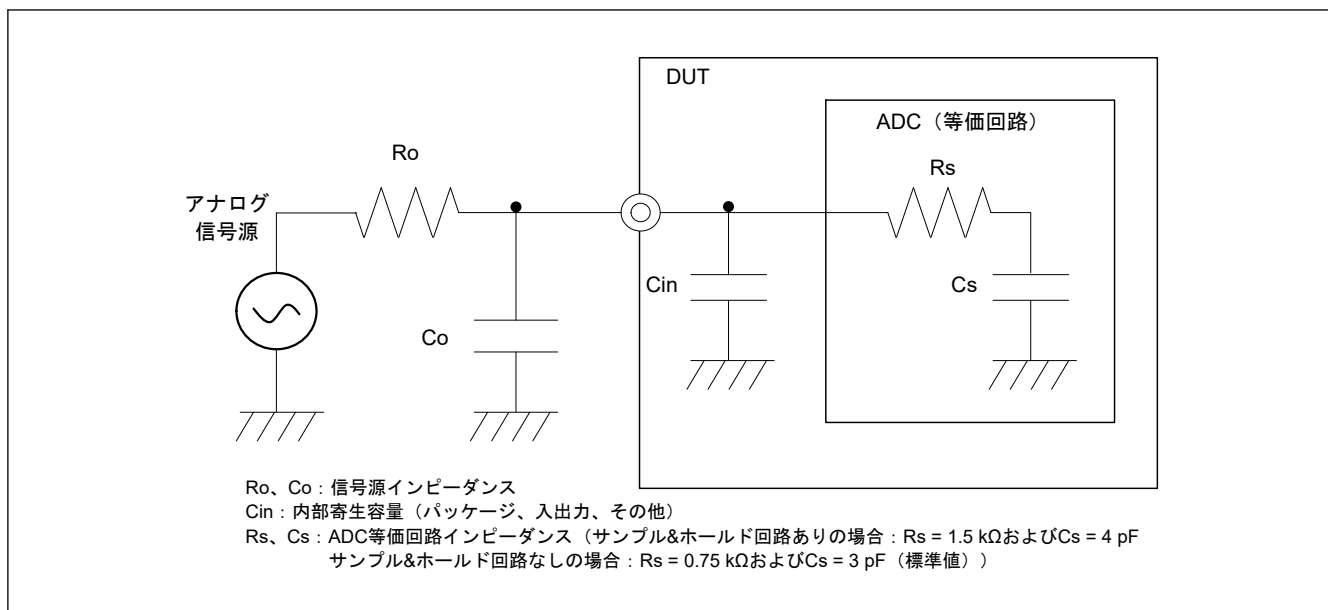 DUT
ADC（等価回路）
Ro
Rs
アナログ
信号源
Cin
Cs
Co
Ro、Co：信号源インピーダンス
Cin：内部寄生容量（パッケージ、入出力、その他）
Rs、Cs：ADC等価回路インピーダンス（サンプル&ホールド回路ありの場合：Rs = 1.5 kΩおよびCs = 4 pF
サンプル&ホールド回路なしの場合：Rs = 0.75 kΩおよびCs = 3 pF（標準値））